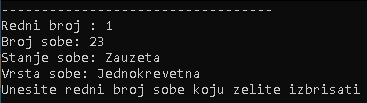 ----------------------------------
Redni broj : 1
Broj sobe: 23
Stanje sobe: Zauzeta
Vrsta sobe: Jednokrevetna
Unesite redni broj sobe koju zelite izbrisati